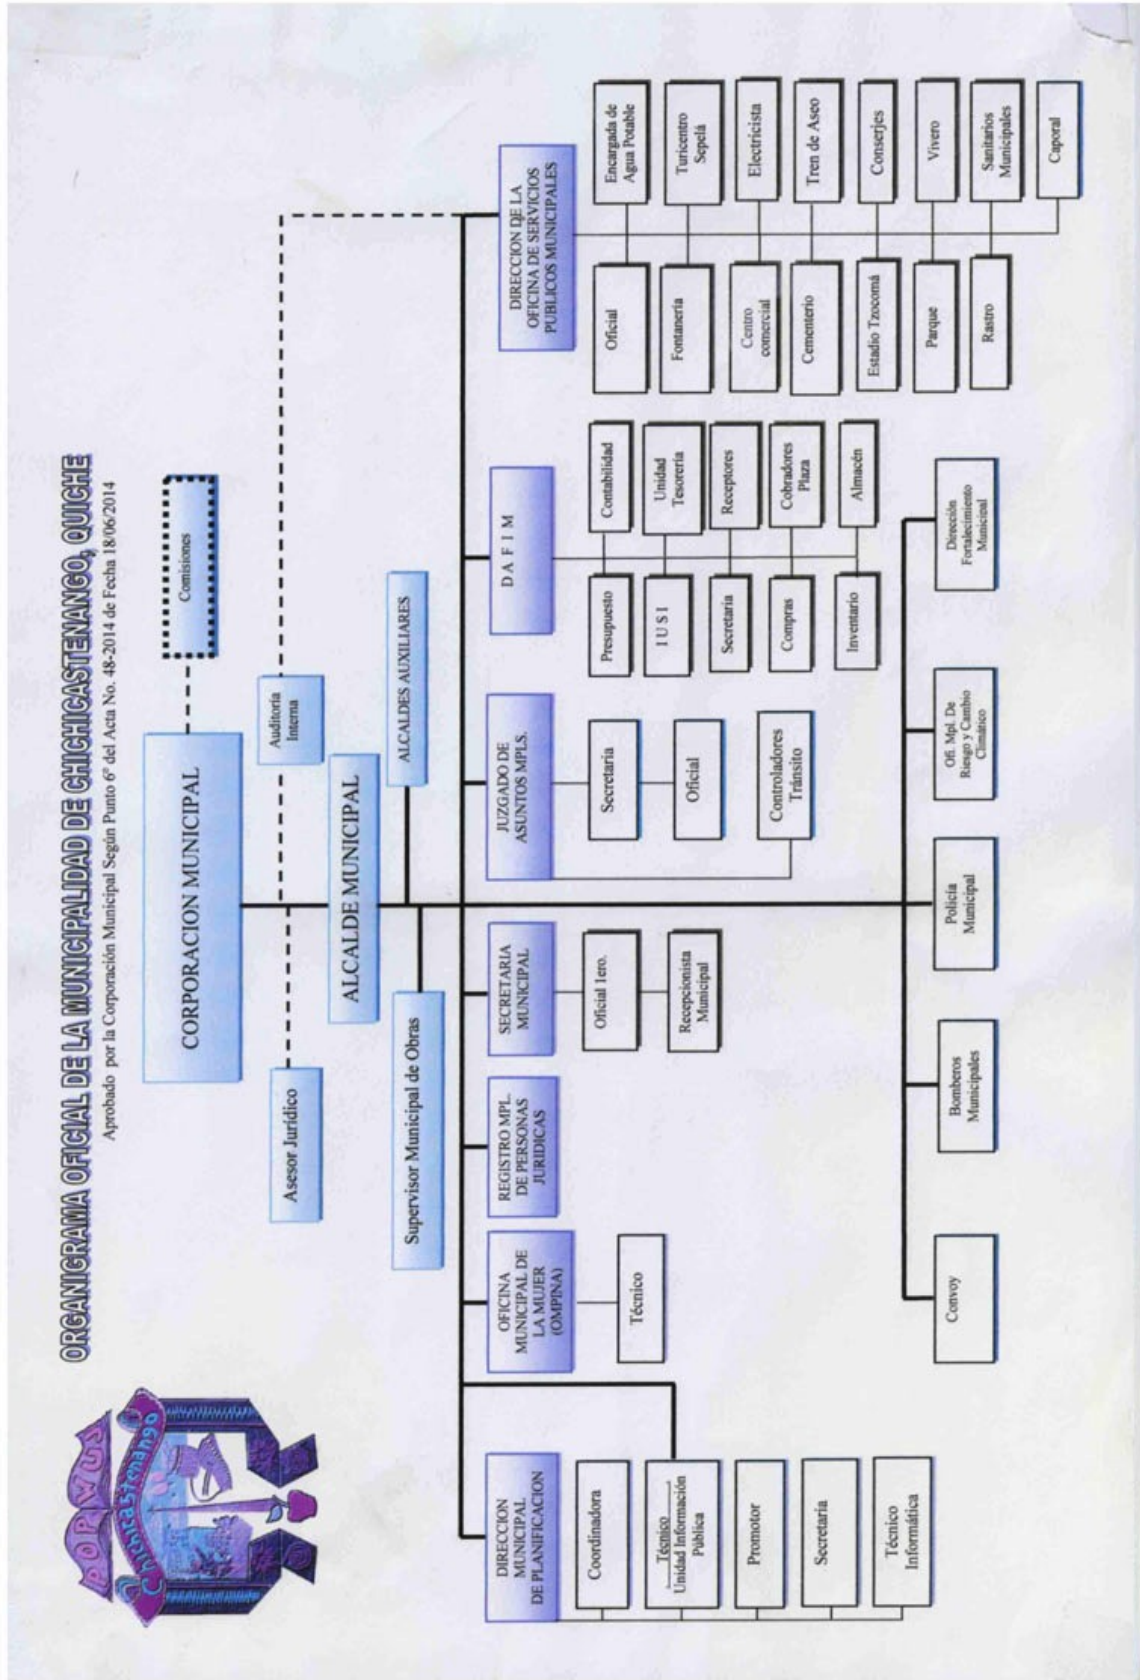 ORGANIGRAMA OFICIAL DE LA MUNICIPALIDAD DE CHICHICASTENANGO, QUICHE
Aprobado por la Corporación Municipal Según Punto 6º del Acta No. 48-2014 de Fecha 18/06/2014
POP WUJ
Chichicastenango
CORPORACION MUNICIPAL
Comisiones
Asesor Jurídico
Auditoría
Interna
ALCALDE MUNICIPAL
Supervisor Municipal de Obras
ALCALDES AUXILIARES
DIRECCION
MUNICIPAL
DE PLANIFICACION
Coordinadora
Técnico
Unidad Información
Pública
Promotor
Secretaria
Técnico
Informática
OFICINA
MUNICIPAL DE
LA MUJER
(OMPINA)
Técnico
REGISTRO MPL.
DE PERSONAS
JURIDICAS
SECRETARIA
MUNICIPAL
Oficial 1ero.
Recepcionista
Municipal
JUZGADO DE
ASUNTOS MPLS.
Secretaria
Oficial
Controladores
Tránsito
D A F I M
Presupuesto
Contabilidad
I U S I
Unidad
Tesorería
Secretaria
Receptores
Compras
Cobradores
Plaza
Inventario
Almacén
DIRECCION DE LA
OFICINA DE SERVICIOS
PUBLICOS MUNICIPALES
Oficial
Encargada de
Agua Potable
Fontanería
Turicentro
Sepelá
Centro
comercial
Electricista
Cementerio
Tren de Aseo
Estadio Tzocomá
Conserjes
Parque
Vivero
Rastro
Sanitarios
Municipales
Caporal
Convoy
Bomberos
Municipales
Policía
Municipal
Ofi. Mpl. De
Riesgo y Cambio
Climático
Dirección
Fortalecimiento
Municipal